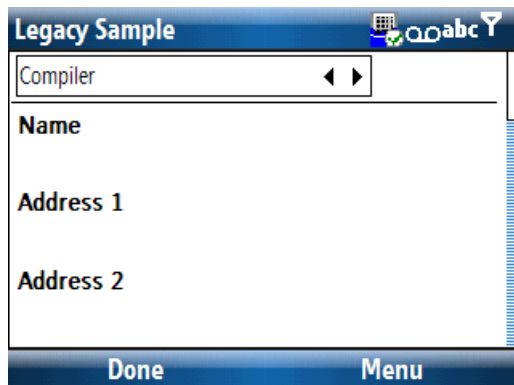 Legacy Sample abc
Compiler
Name
Address 1
Address 2
Done Menu